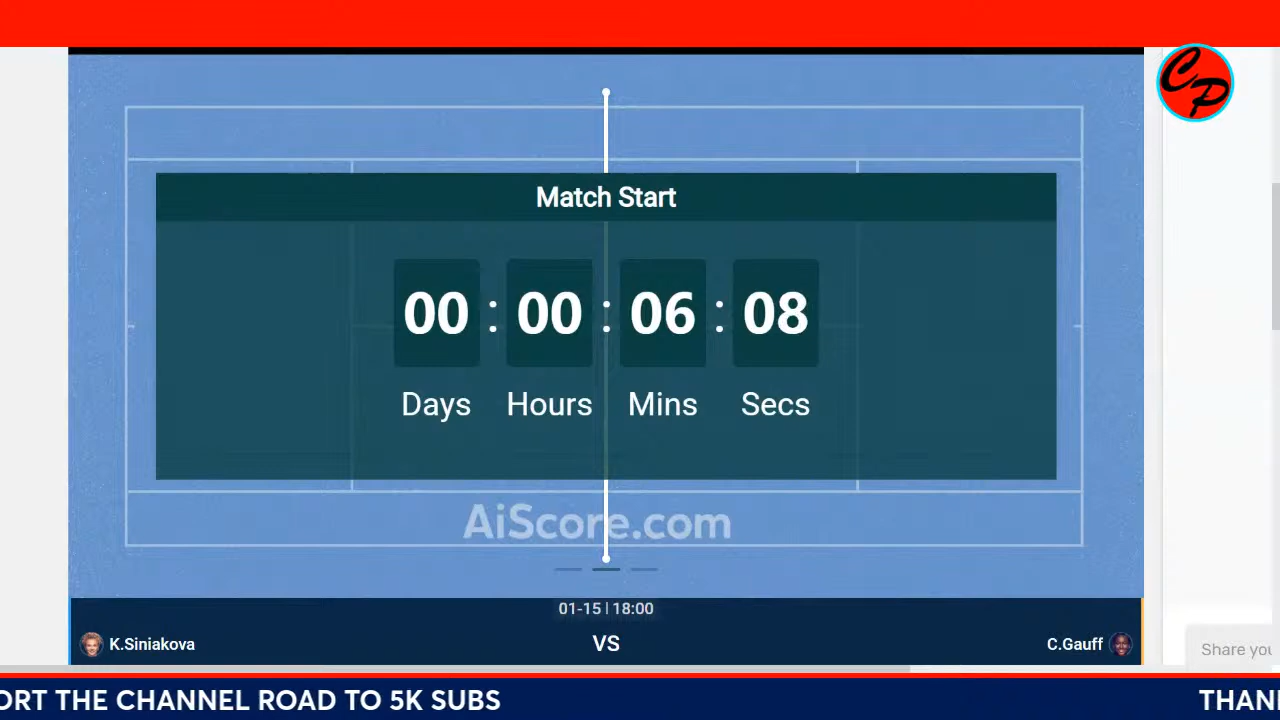 CP
Match Start
00 : 00 : 06 : 08
Days Hours Mins Secs
AiScore.com
01-15 | 18:00
K.Siniakova VS C.Gauff
Share you
ORT THE CHANNEL ROAD TO 5K SUBS THAN